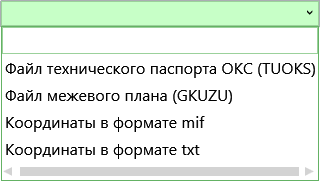 Файл технического паспорта ОКС (TUOKS)
Файл межевого плана (GKUZU)
Координаты в формате mif
Координаты в формате txt